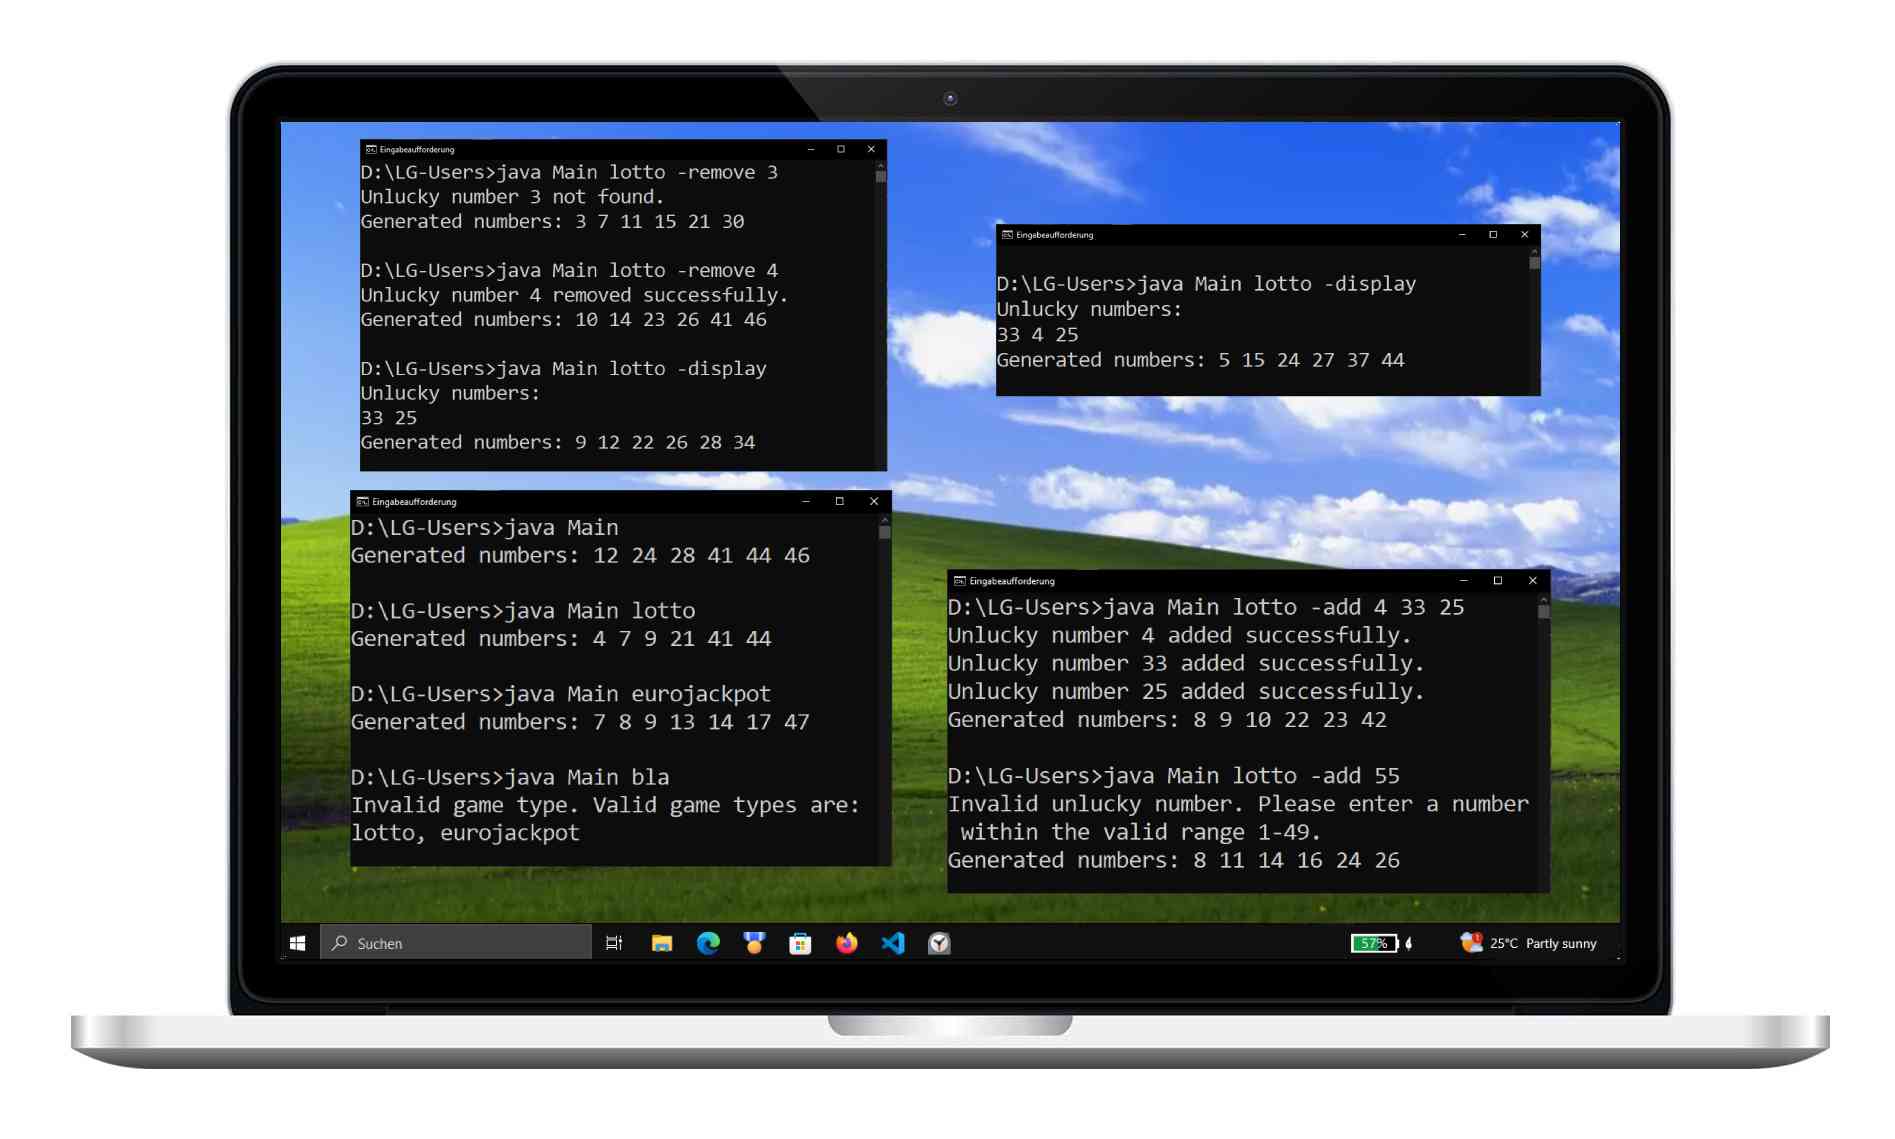 Eingabeaufforderung
D:\LG-Users>java Main lotto -remove 3
Unlucky number 3 not found.
Generated numbers: 3 7 11 15 21 30
D:\LG-Users>java Main lotto -remove 4
Unlucky number 4 removed successfully.
Generated numbers: 10 14 23 26 41 46
D:\LG-Users>java Main lotto -display
Unlucky numbers:
33 25
Generated numbers: 9 12 22 26 28 34
Eingabeaufforderung
D:\LG-Users>java Main lotto -display
Unlucky numbers:
33 4 25
Generated numbers: 5 15 24 27 37 44
Eingabeaufforderung
D:\LG-Users>java Main
Generated numbers: 12 24 28 41 44 46
D:\LG-Users>java Main lotto
Generated numbers: 4 7 9 21 41 44
D:\LG-Users>java Main eurojackpot
Generated numbers: 7 8 9 13 14 17 47
D:\LG-Users>java Main bla
Invalid game type. Valid game types are:
lotto, eurojackpot
Eingabeaufforderung
D:\LG-Users>java Main lotto -add 4 33 25
Unlucky number 4 added successfully.
Unlucky number 33 added successfully.
Unlucky number 25 added successfully.
Generated numbers: 8 9 10 22 23 42
D:\LG-Users>java Main lotto -add 55
Invalid unlucky number. Please enter a number
within the valid range 1-49.
Generated numbers: 8 11 14 16 24 26
Suchen
57%
1
25°C Partly sunny